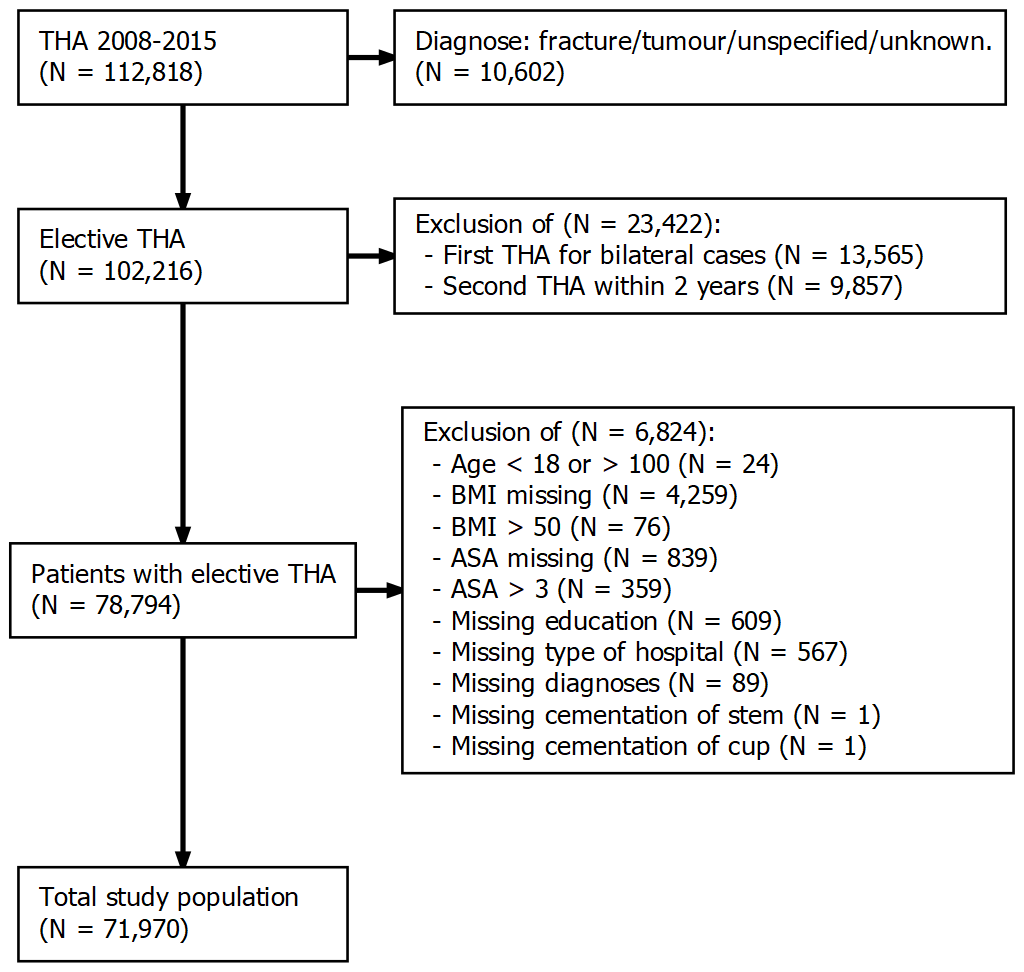 THA 2008-2015
(N = 112,818)
Diagnose: fracture/tumour/unspecified/unknown.
(N = 10,602)
Elective THA
(N = 102,216)
Exclusion of (N = 23,422):
- First THA for bilateral cases (N = 13,565)
- Second THA within 2 years (N = 9,857)
Patients with elective THA
(N = 78,794)
Exclusion of (N = 6,824):
- Age < 18 or > 100 (N = 24)
- BMI missing (N = 4,259)
- BMI > 50 (N = 76)
- ASA missing (N = 839)
- ASA > 3 (N = 359)
- Missing education (N = 609)
- Missing type of hospital (N = 567)
- Missing diagnoses (N = 89)
- Missing cementation of stem (N = 1)
- Missing cementation of cup (N = 1)
Total study population
(N = 71,970)